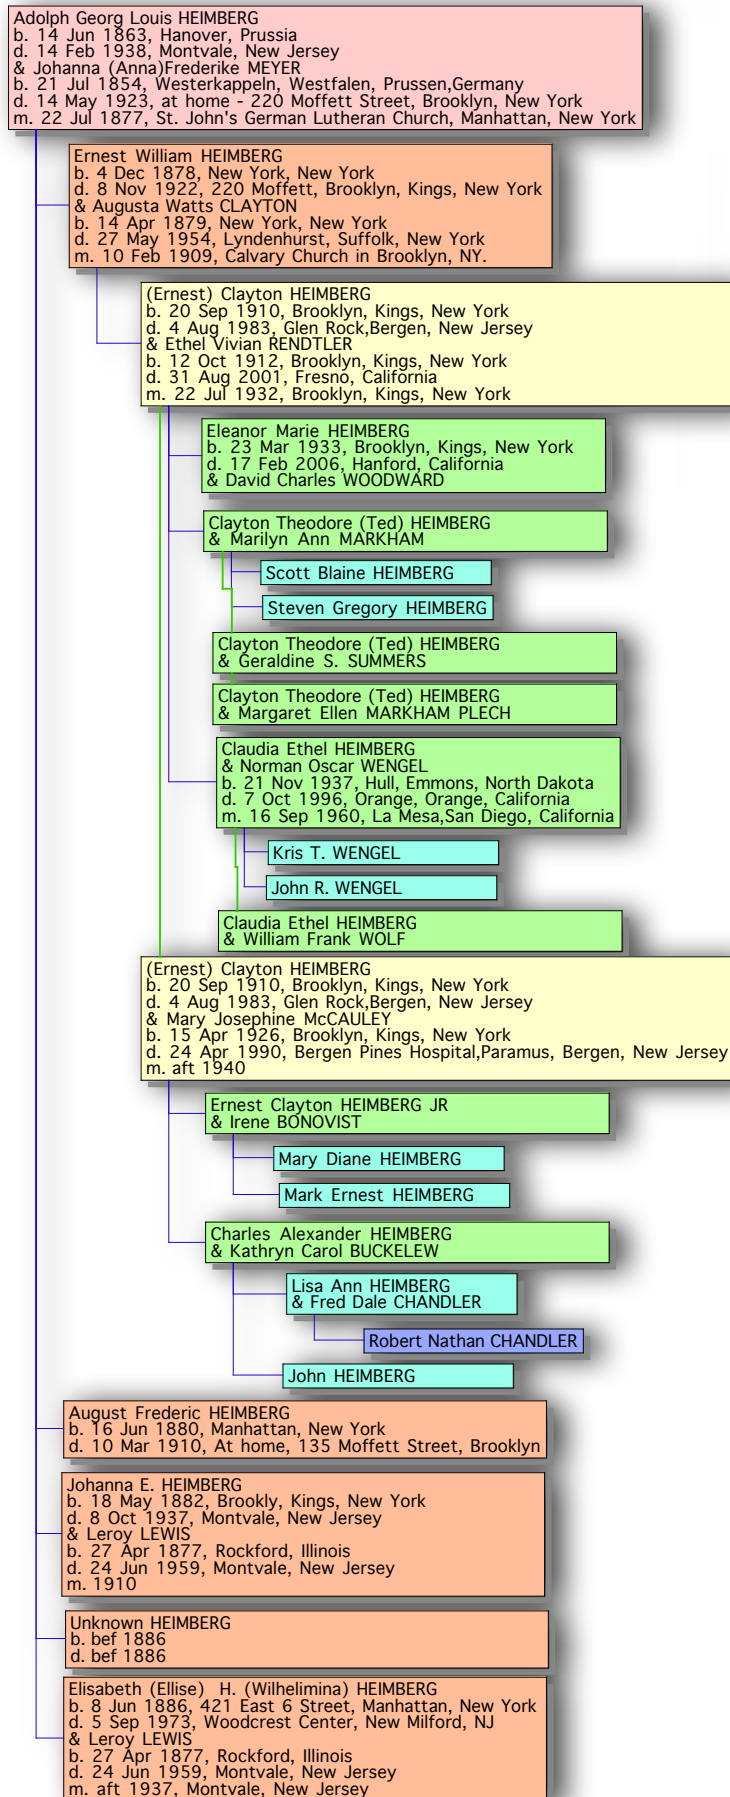 Adolph Georg Louis HEIMBERG
b. 14 Jun 1863, Hanover, Prussia
d. 14 Feb 1938, Montvale, New Jersey
& Johanna (Anna)Frederike MEYER
b. 21 Jul 1854, Westerkappeln, Westfalen, Prussen,Germany
d. 14 May 1923, at home - 220 Moffett Street, Brooklyn, New York
m. 22 Jul 1877, St. John's German Lutheran Church, Manhattan, New York
Ernest William HEIMBERG
b. 4 Dec 1878, New York, New York
d. 8 Nov 1922, 220 Moffett, Brooklyn, Kings, New York
& Augusta Watts CLAYTON
b. 14 Apr 1879, New York, New York
d. 27 May 1954, Lyndenhurst, Suffolk, New York
m. 10 Feb 1909, Calvary Church in Brooklyn, NY.
(Ernest) Clayton HEIMBERG
b. 20 Sep 1910, Brooklyn, Kings, New York
d. 4 Aug 1983, Glen Rock,Bergen, New Jersey
& Ethel Vivian RENDTLER
b. 12 Oct 1912, Brooklyn, Kings, New York
d. 31 Aug 2001, Fresno, California
m. 22 Jul 1932, Brooklyn, Kings, New York
Eleanor Marie HEIMBERG
b. 23 Mar 1933, Brooklyn, Kings, New York
d. 17 Feb 2006, Hanford, California
& David Charles WOODWARD
Clayton Theodore (Ted) HEIMBERG
& Marilyn Ann MARKHAM
Scott Blaine HEIMBERG
Steven Gregory HEIMBERG
Clayton Theodore (Ted) HEIMBERG
& Geraldine S. SUMMERS
Clayton Theodore (Ted) HEIMBERG
& Margaret Ellen MARKHAM PLECH
Claudia Ethel HEIMBERG
& Norman Oscar WENGEL
b. 21 Nov 1937, Hull, Emmons, North Dakota
d. 7 Oct 1996, Orange, Orange, California
m. 16 Sep 1960, La Mesa,San Diego, California
Kris T. WENGEL
John R. WENGEL
Claudia Ethel HEIMBERG
& William Frank WOLF
(Ernest) Clayton HEIMBERG
b. 20 Sep 1910, Brooklyn, Kings, New York
d. 4 Aug 1983, Glen Rock,Bergen, New Jersey
& Mary Josephine McCAULEY
b. 15 Apr 1926, Brooklyn, Kings, New York
d. 24 Apr 1990, Bergen Pines Hospital,Paramus, Bergen, New Jersey
m. aft 1940
Ernest Clayton HEIMBERG JR
& Irene BONOVIST
Mary Diane HEIMBERG
Mark Ernest HEIMBERG
Charles Alexander HEIMBERG
& Kathryn Carol BUCKELEW
Lisa Ann HEIMBERG
& Fred Dale CHANDLER
Robert Nathan CHANDLER
John HEIMBERG
August Frederic HEIMBERG
b. 16 Jun 1880, Manhattan, New York
d. 10 Mar 1910, At home, 135 Moffett Street, Brooklyn
Johanna E. HEIMBERG
b. 18 May 1882, Brookly, Kings, New York
d. 8 Oct 1937, Montvale, New Jersey
& Leroy LEWIS
b. 27 Apr 1877, Rockford, Illinois
d. 24 Jun 1959, Montvale, New Jersey
m. 1910
Unknown HEIMBERG
b. bef 1886
d. bef 1886
Elisabeth (Ellise) H. (Wilhelimina) HEIMBERG
b. 8 Jun 1886, 421 East 6 Street, Manhattan, New York
d. 5 Sep 1973, Woodcrest Center, New Milford, NJ
& Leroy LEWIS
b. 27 Apr 1877, Rockford, Illinois
d. 24 Jun 1959, Montvale, New Jersey
m. aft 1937, Montvale, New Jersey